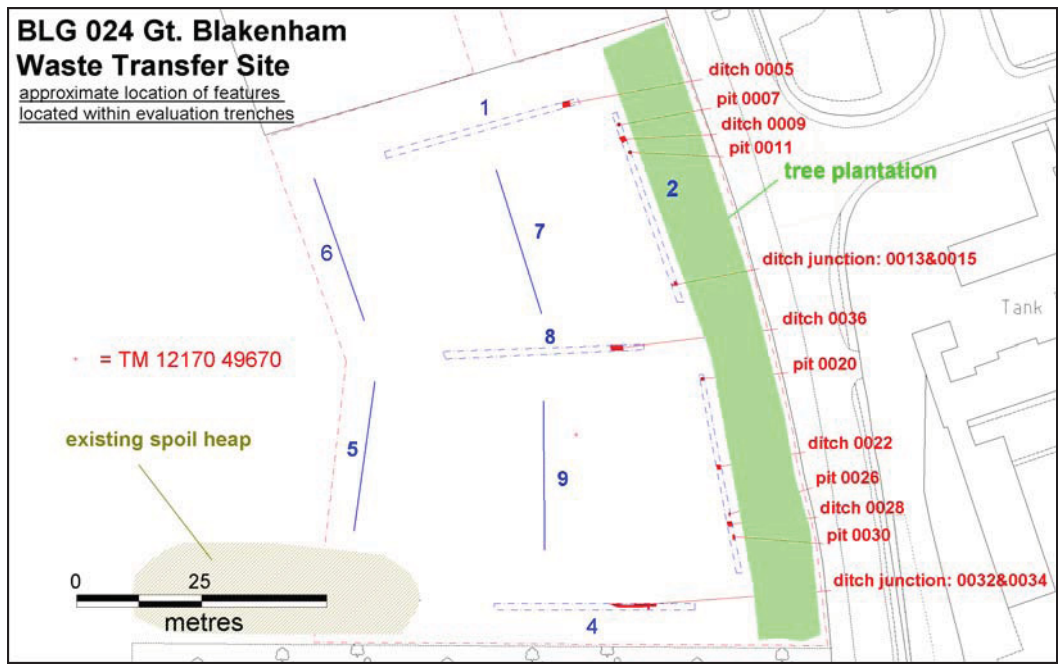 BLG 024 Gt. Blakenham
Waste Transfer Site
approximate location of features
located within evaluation trenches
ditch 0005
pit 0007
ditch 0009
pit 0011
tree plantation
1
2
6
7
ditch junction: 0013&0015
Tank
ditch 0036
8
= TM 12170 49670
pit 0020
existing spoil heap
5
9
ditch 0022
pit 0026
ditch 0028
pit 0030
ditch junction: 0032&0034
0 25
metres
4